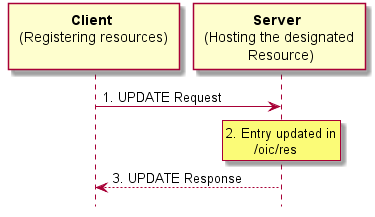 Client
(Registering resources)
Server
(Hosting the designated
Resource)
1. UPDATE Request
2. Entry updated in
/oic/res
3. UPDATE Response